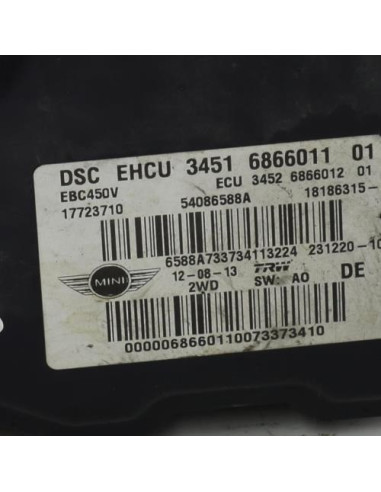 DSC EHCU 3451 6866011 01
EBC450V ECU 3452 6866012 01
17723710 54086588A 18186315-
6588A733734113224 231220-10
MINI 12-08-13 TRW DE
2WD SW: AO
00000686601100733734​10